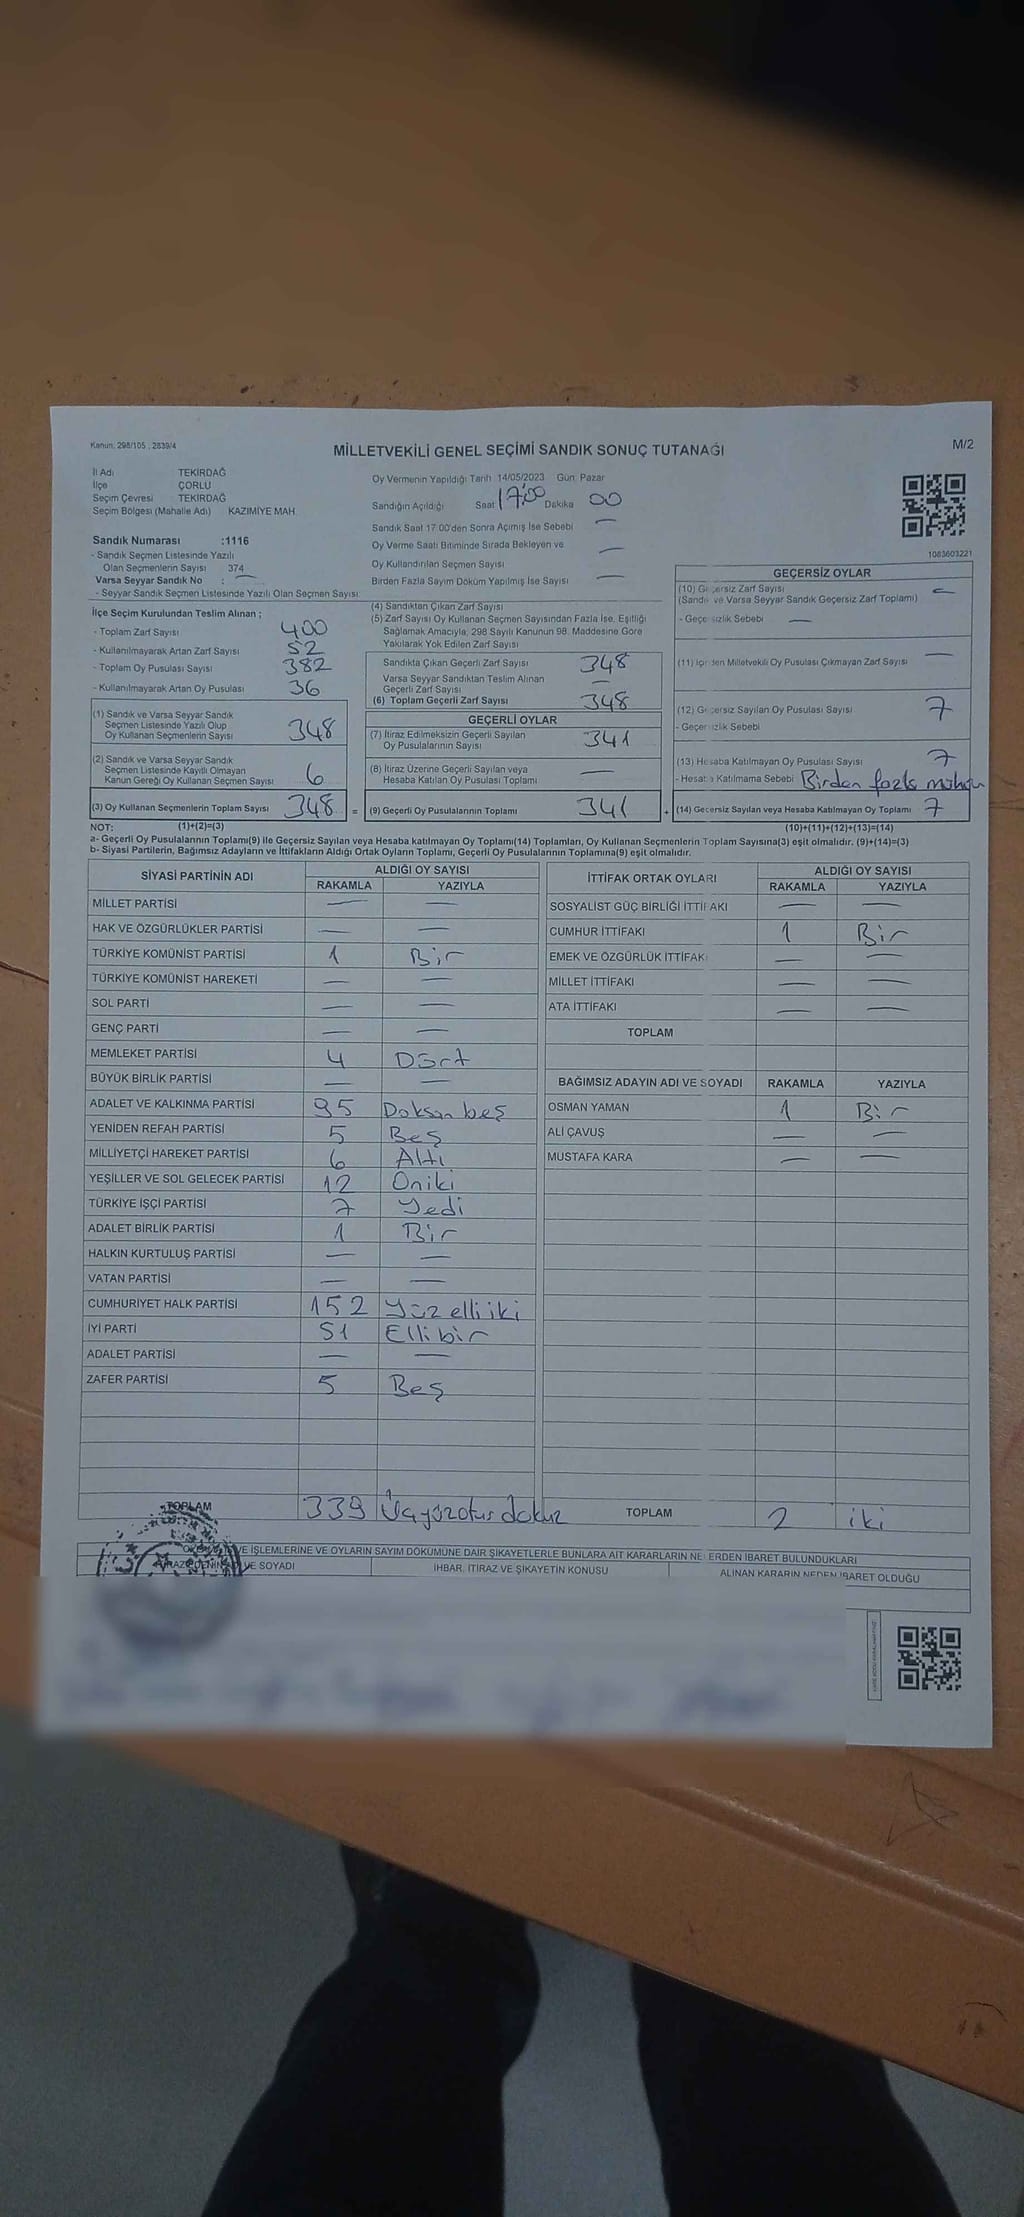 Kanun, 298/105, 2839/4
MİLLETVEKİLİ GENEL SEÇİMİ SANDIK SONUÇ TUTANAĞI
M/2
İl Adı TEKİRDAĞ
İlçe ÇORLU
Seçim Çevresi TEKİRDAĞ
Seçim Bölgesi (Mahalle Adı) KAZIMİYE MAH.
Sandık Numarası :1116
- Sandık Seçmen Listesinde Yazılı
Olan Seçmenlerin Sayısı 374
Varsa Seyyar Sandık No : —
- Seyyar Sandık Seçmen Listesinde Yazılı Olan Seçmen Sayısı
Oy Vermenin Yapıldığı Tarih 14/05/2023 Gün: Pazar
Sandığın Açıldığı Saat 17:00 Dakika 00
Sandık Saat 17:00'den Sonra Açılmış İse Sebebi —
Oy Verme Saati Bitiminde Sırada Bekleyen ve
Oy Kullandırılan Seçmen Sayısı —
Birden Fazla Sayım Döküm Yapılmış İse Sayısı —
1083603221
İlçe Seçim Kurulundan Teslim Alınan ;
- Toplam Zarf Sayısı 400
- Kullanılmayarak Artan Zarf Sayısı 52
- Toplam Oy Pusulası Sayısı 382
- Kullanılmayarak Artan Oy Pusulası 36
(1) Sandık ve Varsa Seyyar Sandık
Seçmen Listesinde Yazılı Olup
Oy Kullanan Seçmenlerin Sayısı 348
(2) Sandık ve Varsa Seyyar Sandık
Seçmen Listesinde Kayıtlı Olmayan
Kanun Gereği Oy Kullanan Seçmen Sayısı 6
(3) Oy Kullanan Seçmenlerin Toplam Sayısı 348 =
(1)+(2)=(3)
(4) Sandıktan Çıkan Zarf Sayısı
(5) Zarf Sayısı Oy Kullanan Seçmen Sayısından Fazla İse, Eşitliği
Sağlamak Amacıyla; 298 Sayılı Kanunun 98. Maddesine Göre
Yakılarak Yok Edilen Zarf Sayısı
Sandıkta Çıkan Geçerli Zarf Sayısı 348
Varsa Seyyar Sandıktan Teslim Alınan
Geçerli Zarf Sayısı —
(6) Toplam Geçerli Zarf Sayısı 348
GEÇERLİ OYLAR
(7) İtiraz Edilmeksizin Geçerli Sayılan
Oy Pusulalarının Sayısı 341
(8) İtiraz Üzerine Geçerli Sayılan veya
Hesaba Katılan Oy Pusulası Toplamı —
(9) Geçerli Oy Pusulalarının Toplamı 341 +
GEÇERSİZ OYLAR
(10) Geçersiz Zarf Sayısı —
(Sandık ve Varsa Seyyar Sandık Geçersiz Zarf Toplamı)
- Geçersizlik Sebebi —
(11) İçinden Milletvekili Oy Pusulası Çıkmayan Zarf Sayısı —
(12) Geçersiz Sayılan Oy Pusulası Sayısı 7
- Geçersizlik Sebebi
(13) Hesaba Katılmayan Oy Pusulası Sayısı 7
- Hesaba Katılmama Sebebi Birden fazla mühür
(14) Geçersiz Sayılan veya Hesaba Katılmayan Oy Toplamı 7
(10)+(11)+(12)+(13)=(14)
NOT:
a- Geçerli Oy Pusulalarının Toplamı(9) ile Geçersiz Sayılan veya Hesaba katılmayan Oy Toplamı(14) Toplamları, Oy Kullanan Seçmenlerin Toplam Sayısına(3) eşit olmalıdır. (9)+(14)=(3)
b- Siyasi Partilerin, Bağımsız Adayların ve İttifakların Aldığı Oy Sayıları Toplamı, Geçerli Oy Pusulalarının Toplamına(9) eşit olmalıdır.
SİYASİ PARTİNİN ADI ALDIĞI OY SAYISI
RAKAMLA YAZIYLA
MİLLET PARTİSİ — —
HAK VE ÖZGÜRLÜKLER PARTİSİ — —
TÜRKİYE KOMÜNİST PARTİSİ 1 Bir
TÜRKİYE KOMÜNİST HAREKETİ — —
SOL PARTİ — —
GENÇ PARTİ — —
MEMLEKET PARTİSİ 4 Dört
BÜYÜK BİRLİK PARTİSİ — —
ADALET VE KALKINMA PARTİSİ 95 Doksan beş
YENİDEN REFAH PARTİSİ 5 Beş
MİLLİYETÇİ HAREKET PARTİSİ 6 Altı
YEŞİLLER VE SOL GELECEK PARTİSİ 12 Oniki
TÜRKİYE İŞÇİ PARTİSİ 7 Yedi
ADALET BİRLİK PARTİSİ 1 Bir
HALKIN KURTULUŞ PARTİSİ — —
VATAN PARTİSİ — —
CUMHURİYET HALK PARTİSİ 152 Yüz elli iki
İYİ PARTİ 51 Elli bir
ADALET PARTİSİ — —
ZAFER PARTİSİ 5 Beş
TOPLAM 339 Üçyüzotuz dokuz
İTTİFAK ORTAK OYLARI ALDIĞI OY SAYISI
RAKAMLA YAZIYLA
SOSYALİST GÜÇ BİRLİĞİ İTTİFAKI — —
CUMHUR İTTİFAKI 1 Bir
EMEK VE ÖZGÜRLÜK İTTİFAKI — —
MİLLET İTTİFAKI — —
ATA İTTİFAKI — —
TOPLAM
BAĞIMSIZ ADAYIN ADI VE SOYADI RAKAMLA YAZIYLA
OSMAN YAMAN 1 Bir
ALİ ÇAVUŞ — —
MUSTAFA KARA — —
TOPLAM 2 iki
VE İŞLEMLERİNE VE OYLARIN SAYIM DÖKÜMÜNE DAİR ŞİKAYETLERLE BUNLARA AİT KARARLARIN NELERDEN İBARET BULUNDUKLARI
VE SOYADI İHBAR, İTİRAZ VE ŞİKAYETİN KONUSU ALINAN KARARIN NEDEN İBARET OLDUĞU